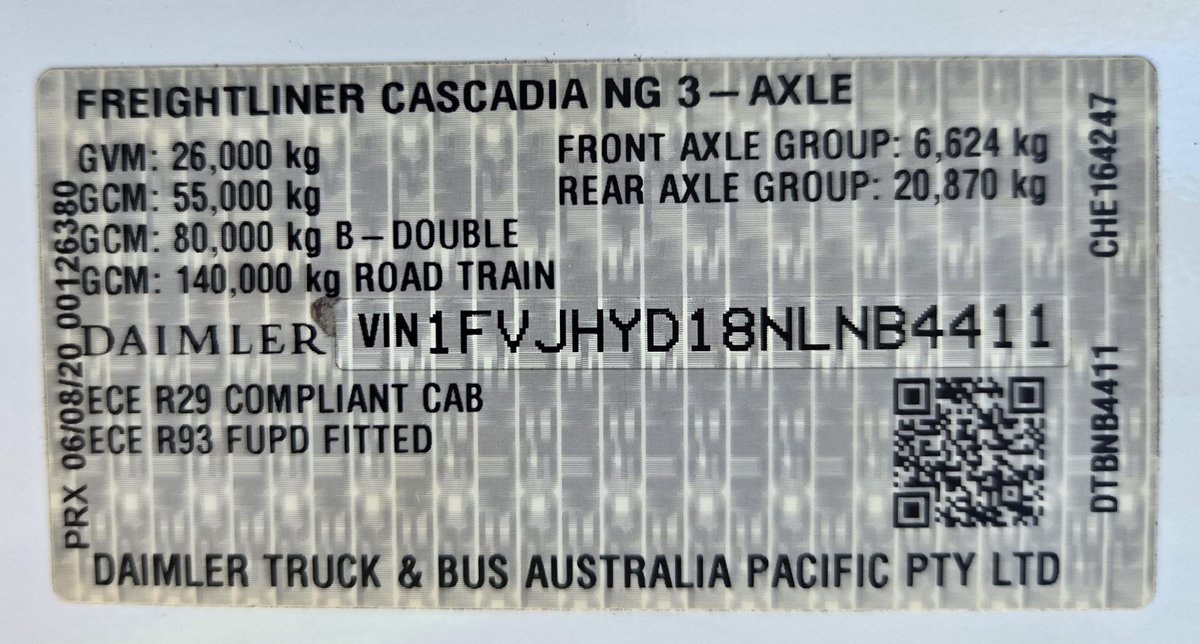 FREIGHTLINER CASCADIA NG 3-AXLE
GVM: 26,000 kg
GCM: 55,000 kg
GCM: 80,000 kg B-DOUBLE
GCM: 140,000 kg ROAD TRAIN
FRONT AXLE GROUP: 6,624 kg
REAR AXLE GROUP: 20,870 kg
DAIMLER
VIN 1FVJHYD18NLNB4411
ECE R29 COMPLIANT CAB
ECE R93 FUPD FITTED
DAIMLER TRUCK & BUS AUSTRALIA PACIFIC PTY LTD
PRX 06/08/20 00126380
CHE164247
DTBNB4411